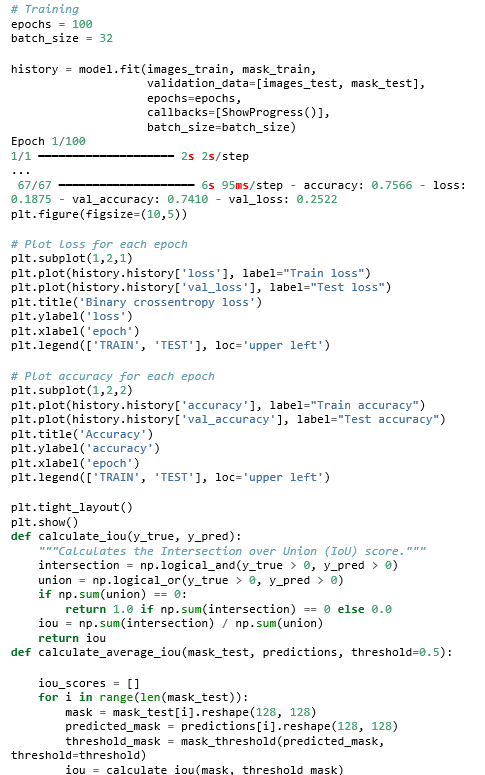 # Training
epochs = 100
batch_size = 32
history = model.fit(images_train, mask_train,
                    validation_data=[images_test, mask_test],
                    epochs=epochs,
                    callbacks=[ShowProgress()],
                    batch_size=batch_size)
Epoch 1/100
1/1 ━━━━━━━━━━━━━━━━━━━━ 2s 2s/step
...
 67/67 ━━━━━━━━━━━━━━━━━━━━ 6s 95ms/step - accuracy: 0.7566 - loss:
0.1875 - val_accuracy: 0.7410 - val_loss: 0.2522
plt.figure(figsize=(10,5))
# Plot loss for each epoch
plt.subplot(1,2,1)
plt.plot(history.history['loss'], label="Train loss")
plt.plot(history.history['val_loss'], label="Test loss")
plt.title('Binary crossentropy loss')
plt.ylabel('loss')
plt.xlabel('epoch')
plt.legend(['TRAIN', 'TEST'], loc='upper left')
# Plot accuracy for each epoch
plt.subplot(1,2,2)
plt.plot(history.history['accuracy'], label="Train accuracy")
plt.plot(history.history['val_accuracy'], label="Test accuracy")
plt.title('Accuracy')
plt.ylabel('accuracy')
plt.xlabel('epoch')
plt.legend(['TRAIN', 'TEST'], loc='upper left')
plt.tight_layout()
plt.show()
def calculate_iou(y_true, y_pred):
    """Calculates the Intersection over Union (IoU) score."""
    intersection = np.logical_and(y_true > 0, y_pred > 0)
    union = np.logical_or(y_true > 0, y_pred > 0)
    if np.sum(union) == 0:
        return 1.0 if np.sum(intersection) == 0 else 0.0
    iou = np.sum(intersection) / np.sum(union)
    return iou
def calculate_average_iou(mask_test, predictions, threshold=0.5):
    iou_scores = []
    for i in range(len(mask_test)):
        mask = mask_test[i].reshape(128, 128)
        predicted_mask = predictions[i].reshape(128, 128)
        threshold_mask = mask_threshold(predicted_mask,
threshold=threshold)
        iou = calculate_iou(mask, threshold_mask)